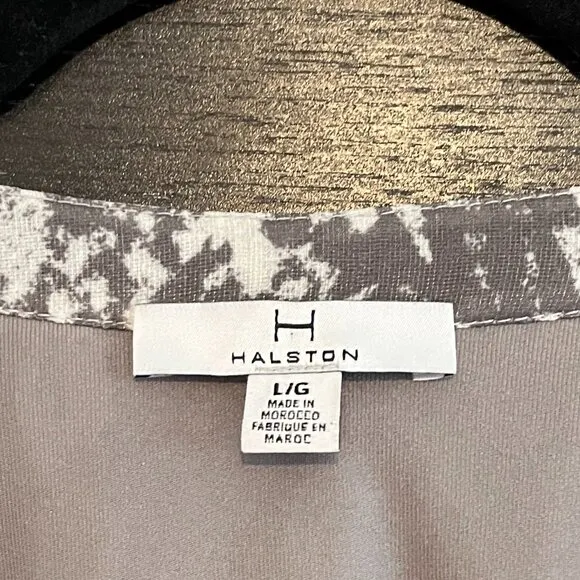 H
HALSTON
L/G
MADE IN
MOROCCO
FABRIQUE EN
MAROC